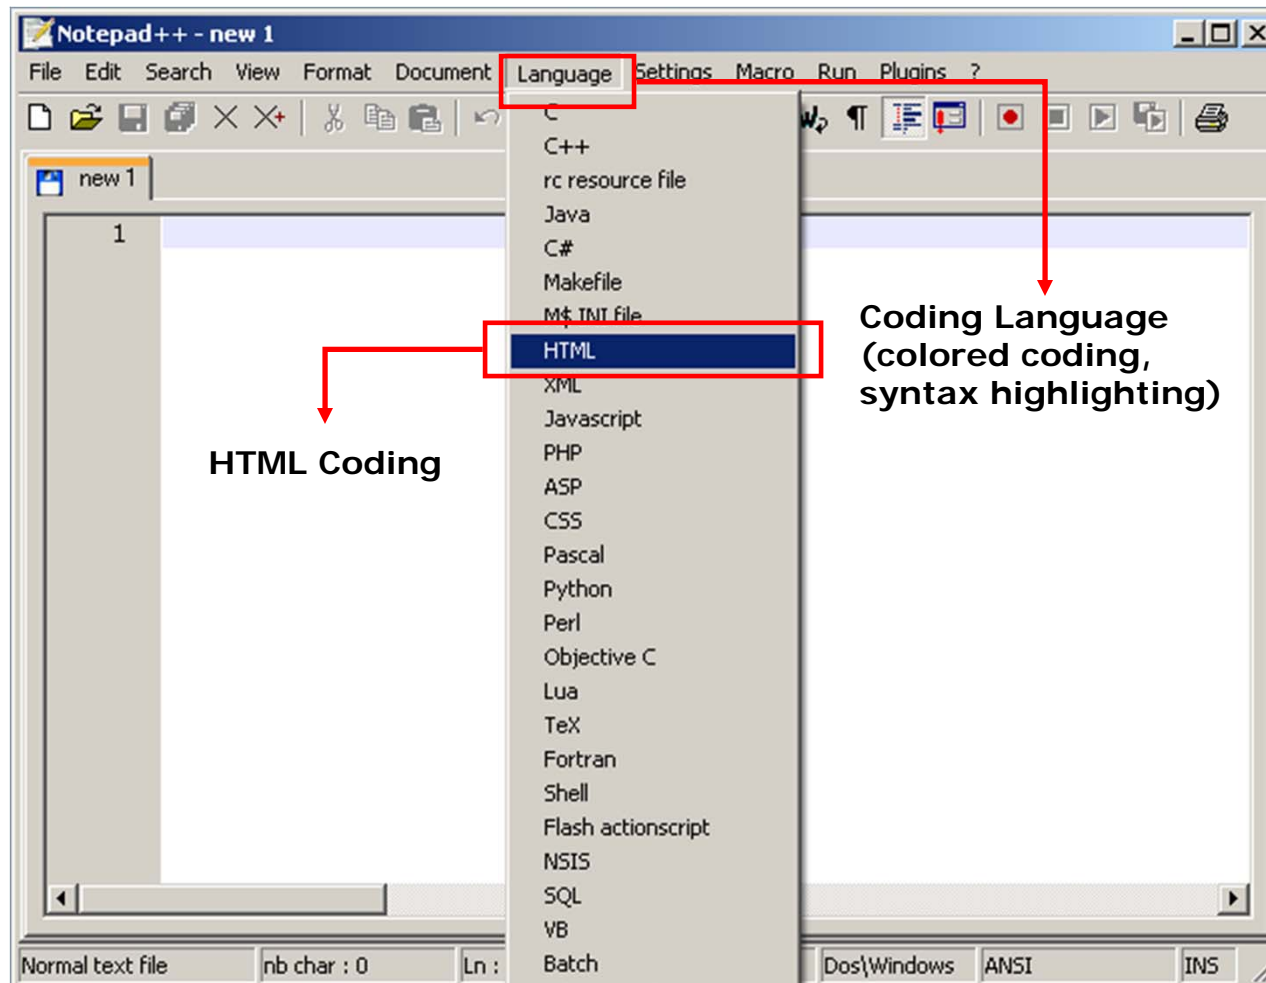 Notepad++ - new 1
File Edit Search View Format Document Language Settings Macro Run Plugins ?
new 1
1
C
C++
rc resource file
Java
C#
Makefile
M$ INI file
HTML
XML
Javascript
PHP
ASP
CSS
Pascal
Python
Perl
Objective C
Lua
TeX
Fortran
Shell
Flash actionscript
NSIS
SQL
VB
Batch
Coding Language
(colored coding,
syntax highlighting)
HTML Coding
Normal text file nb char : 0 Ln : Dos\Windows ANSI INS